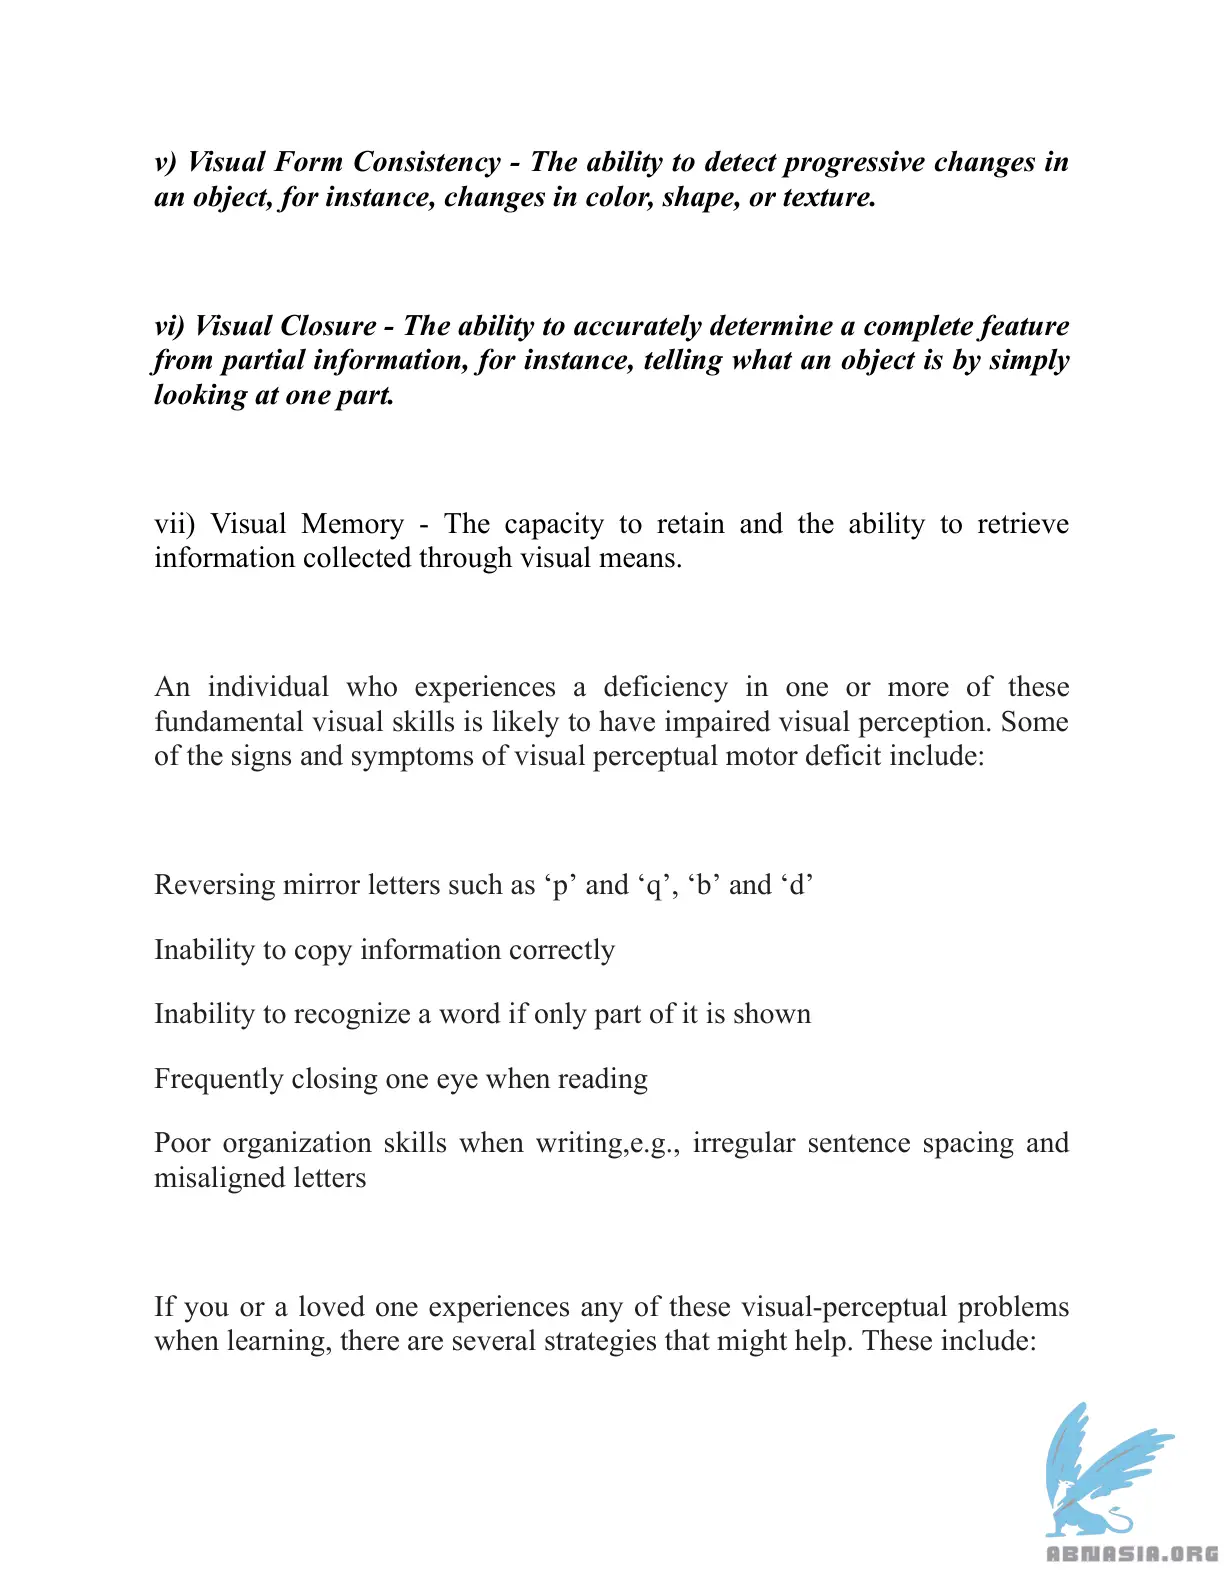 v) Visual Form Consistency - The ability to detect progressive changes in
an object, for instance, changes in color, shape, or texture.
vi) Visual Closure - The ability to accurately determine a complete feature
from partial information, for instance, telling what an object is by simply
looking at one part.
vii) Visual Memory - The capacity to retain and the ability to retrieve
information collected through visual means.
An individual who experiences a deficiency in one or more of these
fundamental visual skills is likely to have impaired visual perception. Some
of the signs and symptoms of visual perceptual motor deficit include:
Reversing mirror letters such as ‘p’ and ‘q’, ‘b’ and ‘d’
Inability to copy information correctly
Inability to recognize a word if only part of it is shown
Frequently closing one eye when reading
Poor organization skills when writing,e.g., irregular sentence spacing and
misaligned letters
If you or a loved one experiences any of these visual-perceptual problems
when learning, there are several strategies that might help. These include:
ABNASIA.ORG